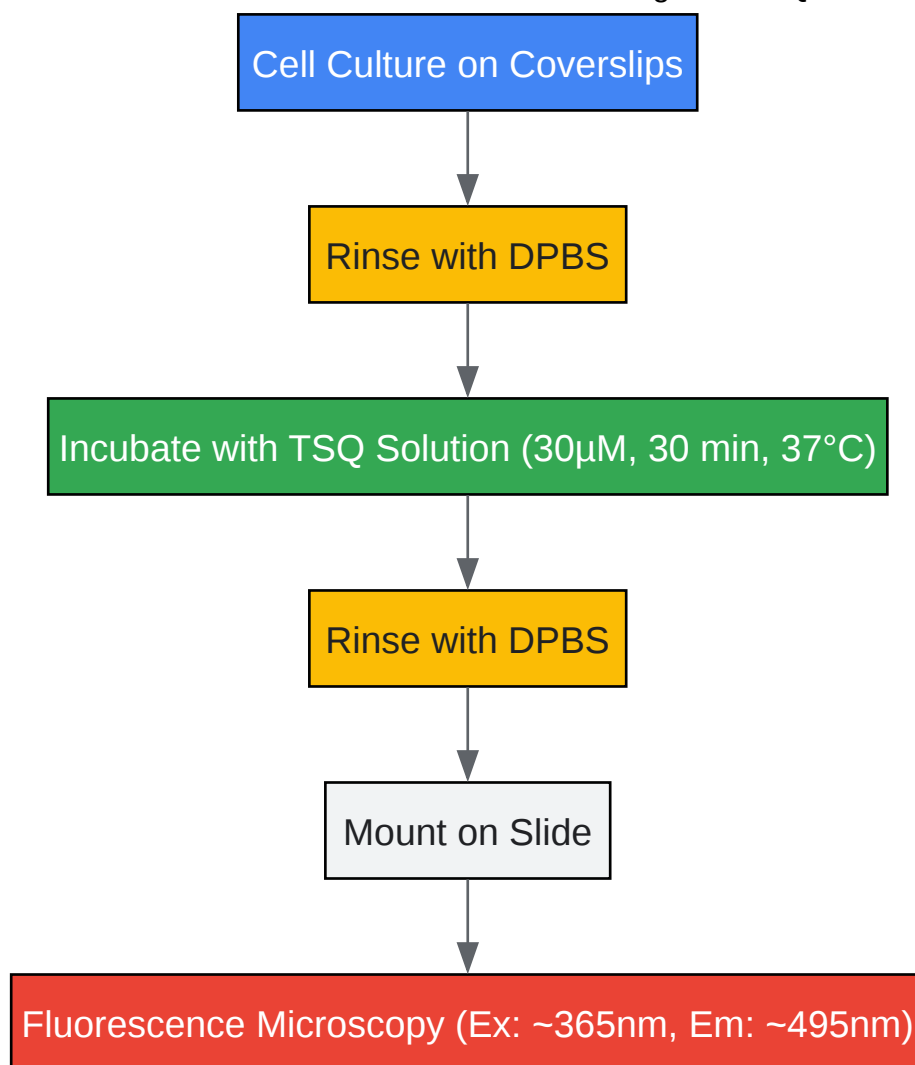 Cell Culture on Coverslips
Rinse with DPBS
Incubate with TSQ Solution (30µM, 30 min, 37°C)
Rinse with DPBS
Mount on Slide
Fluorescence Microscopy (Ex: ~365nm, Em: ~495nm)